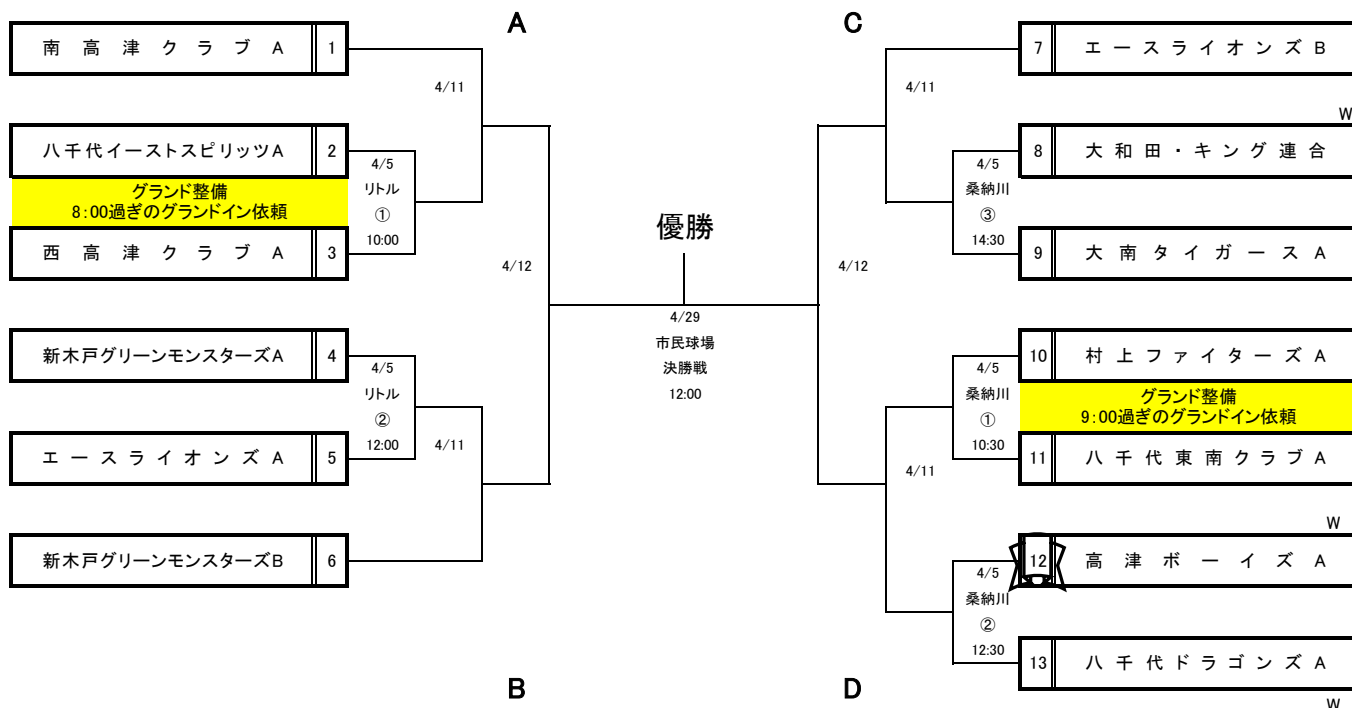 A
C
南高津クラブA 1
4/11
八千代イーストスピリッツA 2
グランド整備
8:00過ぎのグランドイン依頼
西高津クラブA 3
4/5
リトル
①
10:00
4/12
新木戸グリーンモンスターズA 4
4/5
リトル
②
12:00
エースライオンズA 5
4/11
新木戸グリーンモンスターズB 6
B
優勝
4/29
市民球場
決勝戦
12:00
7 エースライオンズB
4/11
W
8 大和田・キング連合
4/5
桑納川
③
14:30
9 大南タイガースA
4/12
10 村上ファイターズA
グランド整備
9:00過ぎのグランドイン依頼
4/5
桑納川
①
10:30
11 八千代東南クラブA
4/11
W
12 高津ボーイズA
4/5
桑納川
②
12:30
13 八千代ドラゴンズA
D
W